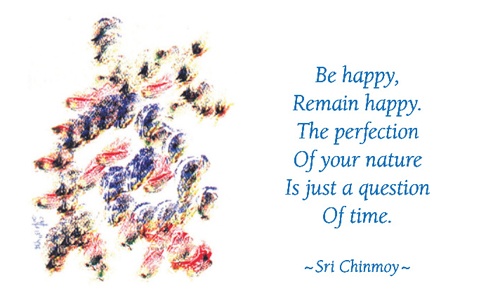 Be happy,
Remain happy.
The perfection
Of your nature
Is just a question
Of time.
~Sri Chinmoy~